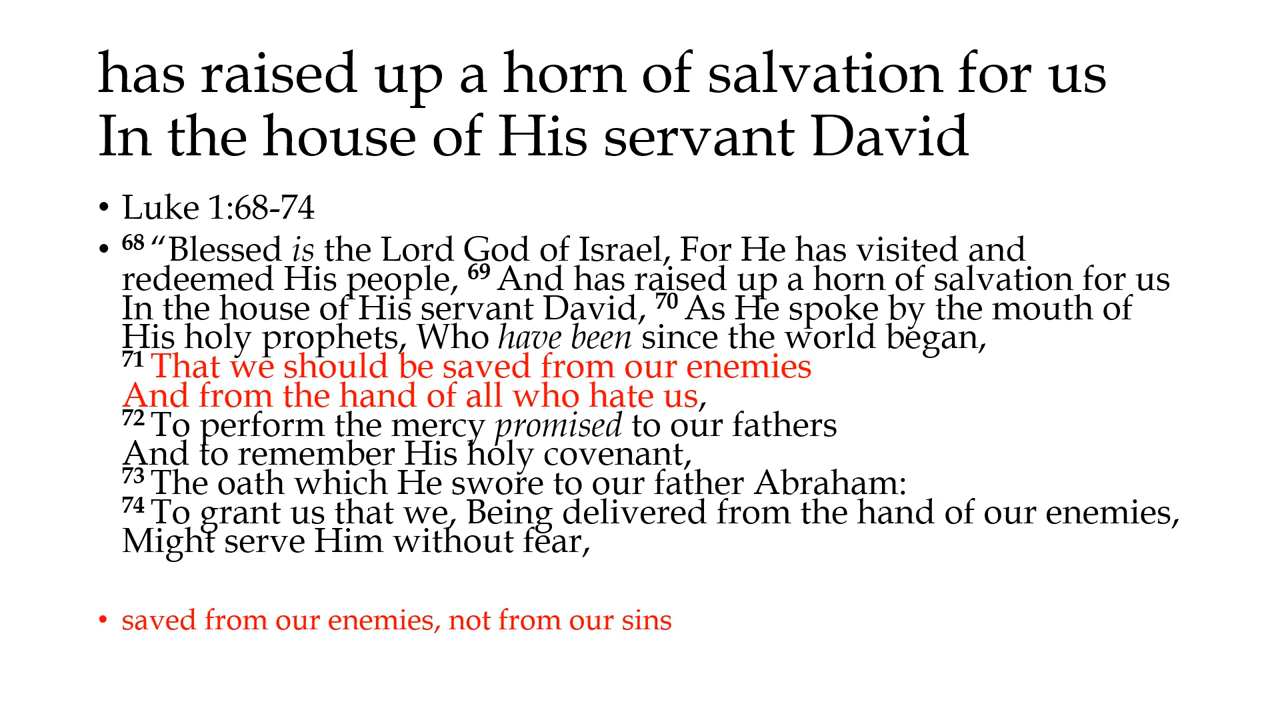 has raised up a horn of salvation for us
In the house of His servant David
• Luke 1:68-74
• 68 “Blessed is the Lord God of Israel, For He has visited and
redeemed His people, 69 And has raised up a horn of salvation for us
In the house of His servant David, 70 As He spoke by the mouth of
His holy prophets, Who have been since the world began,
71 That we should be saved from our enemies
And from the hand of all who hate us,
72 To perform the mercy promised to our fathers
And to remember His holy covenant,
73 The oath which He swore to our father Abraham:
74 To grant us that we, Being delivered from the hand of our enemies,
Might serve Him without fear,
• saved from our enemies, not from our sins